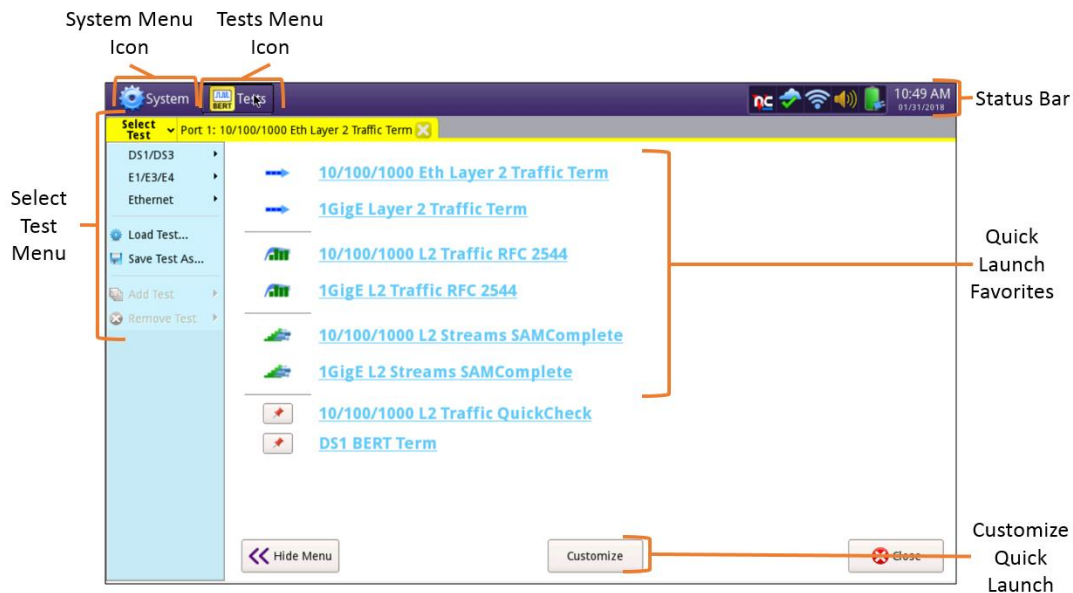 System Menu
Icon
Tests Menu
Icon
System
BERT
Tests
nc
10:49 AM
01/31/2018
Status Bar
Select
Test
Port 1: 10/100/1000 Eth Layer 2 Traffic Term
Select
Test
Menu
DS1/DS3
E1/E3/E4
Ethernet
Load Test...
Save Test As...
Add Test
Remove Test
10/100/1000 Eth Layer 2 Traffic Term
1GigE Layer 2 Traffic Term
10/100/1000 L2 Traffic RFC 2544
1GigE L2 Traffic RFC 2544
10/100/1000 L2 Streams SAMComplete
1GigE L2 Streams SAMComplete
10/100/1000 L2 Traffic QuickCheck
DS1 BERT Term
Quick
Launch
Favorites
Hide Menu
Customize
Close
Customize
Quick
Launch